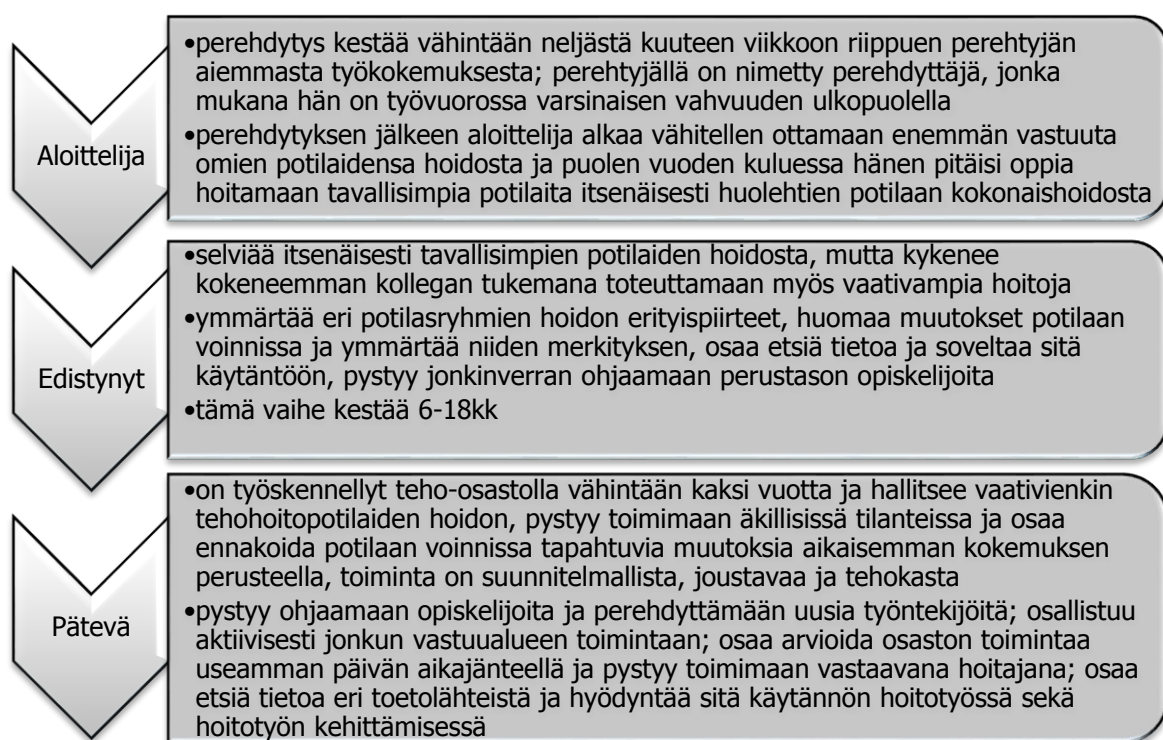 Aloittelija
•perehdytys kestää vähintään neljästä kuuteen viikkoon riippuen perehtyjän
aiemmasta työkokemuksesta; perehtyjällä on nimetty perehdyttäjä, jonka
mukana hän on työvuorossa varsinaisen vahvuuden ulkopuolella
•perehdytyksen jälkeen aloittelija alkaa vähitellen ottamaan enemmän vastuuta
omien potilaidensa hoidosta ja puolen vuoden kuluessa hänen pitäisi oppia
hoitamaan tavallisimpia potilaita itsenäisesti huolehtien potilaan kokonaishoidosta
Edistynyt
•selviää itsenäisesti tavallisimpien potilaiden hoidosta, mutta kykenee
kokeneemman kollegan tukemana toteuttamaan myös vaativampia hoitoja
•ymmärtää eri potilasryhmien hoidon erityispiirteet, huomaa muutokset potilaan
voinnissa ja ymmärtää niiden merkityksen, osaa etsiä tietoa ja soveltaa sitä
käytäntöön, pystyy jonkinverran ohjaamaan perustason opiskelijoita
•tämä vaihe kestää 6-18kk
Pätevä
•on työskennellyt teho-osastolla vähintään kaksi vuotta ja hallitsee vaativienkin
tehohoitopotilaiden hoidon, pystyy toimimaan äkillisissä tilanteissa ja osaa
ennakoida potilaan voinnissa tapahtuvia muutoksia aikaisemman kokemuksen
perusteella, toiminta on suunnitelmallista, joustavaa ja tehokasta
•pystyy ohjaamaan opiskelijoita ja perehdyttämään uusia työntekijöitä; osallistuu
aktiivisesti jonkun vastuualueen toimintaan; osaa arvioida osaston toimintaa
useamman päivän aikajänteellä ja pystyy toimimaan vastaavana hoitajana; osaa
etsiä tietoa eri toetolähteistä ja hyödyntää sitä käytännön hoitotyössä sekä
hoitotyön kehittämisessä